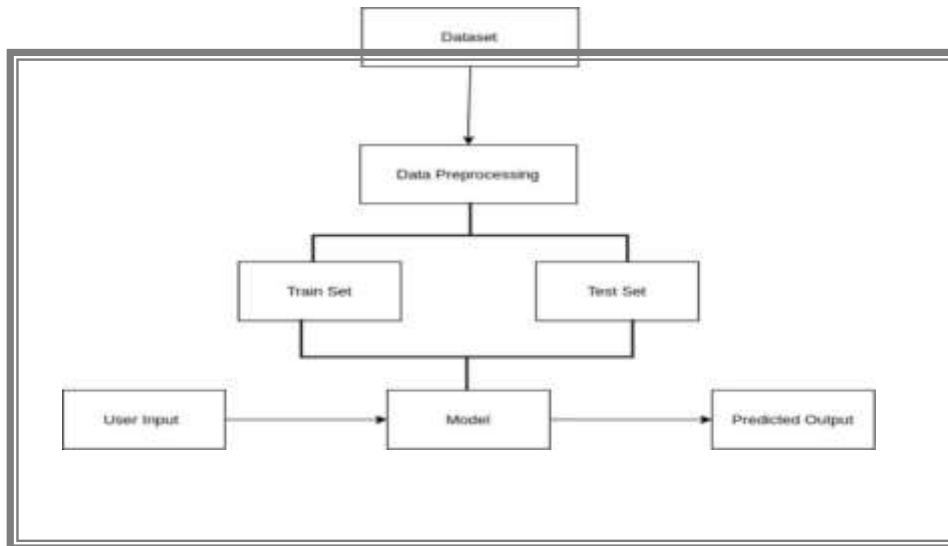 Dataset
Data Preprocessing
Train Set
Test Set
User Input
Model
Predicted Output